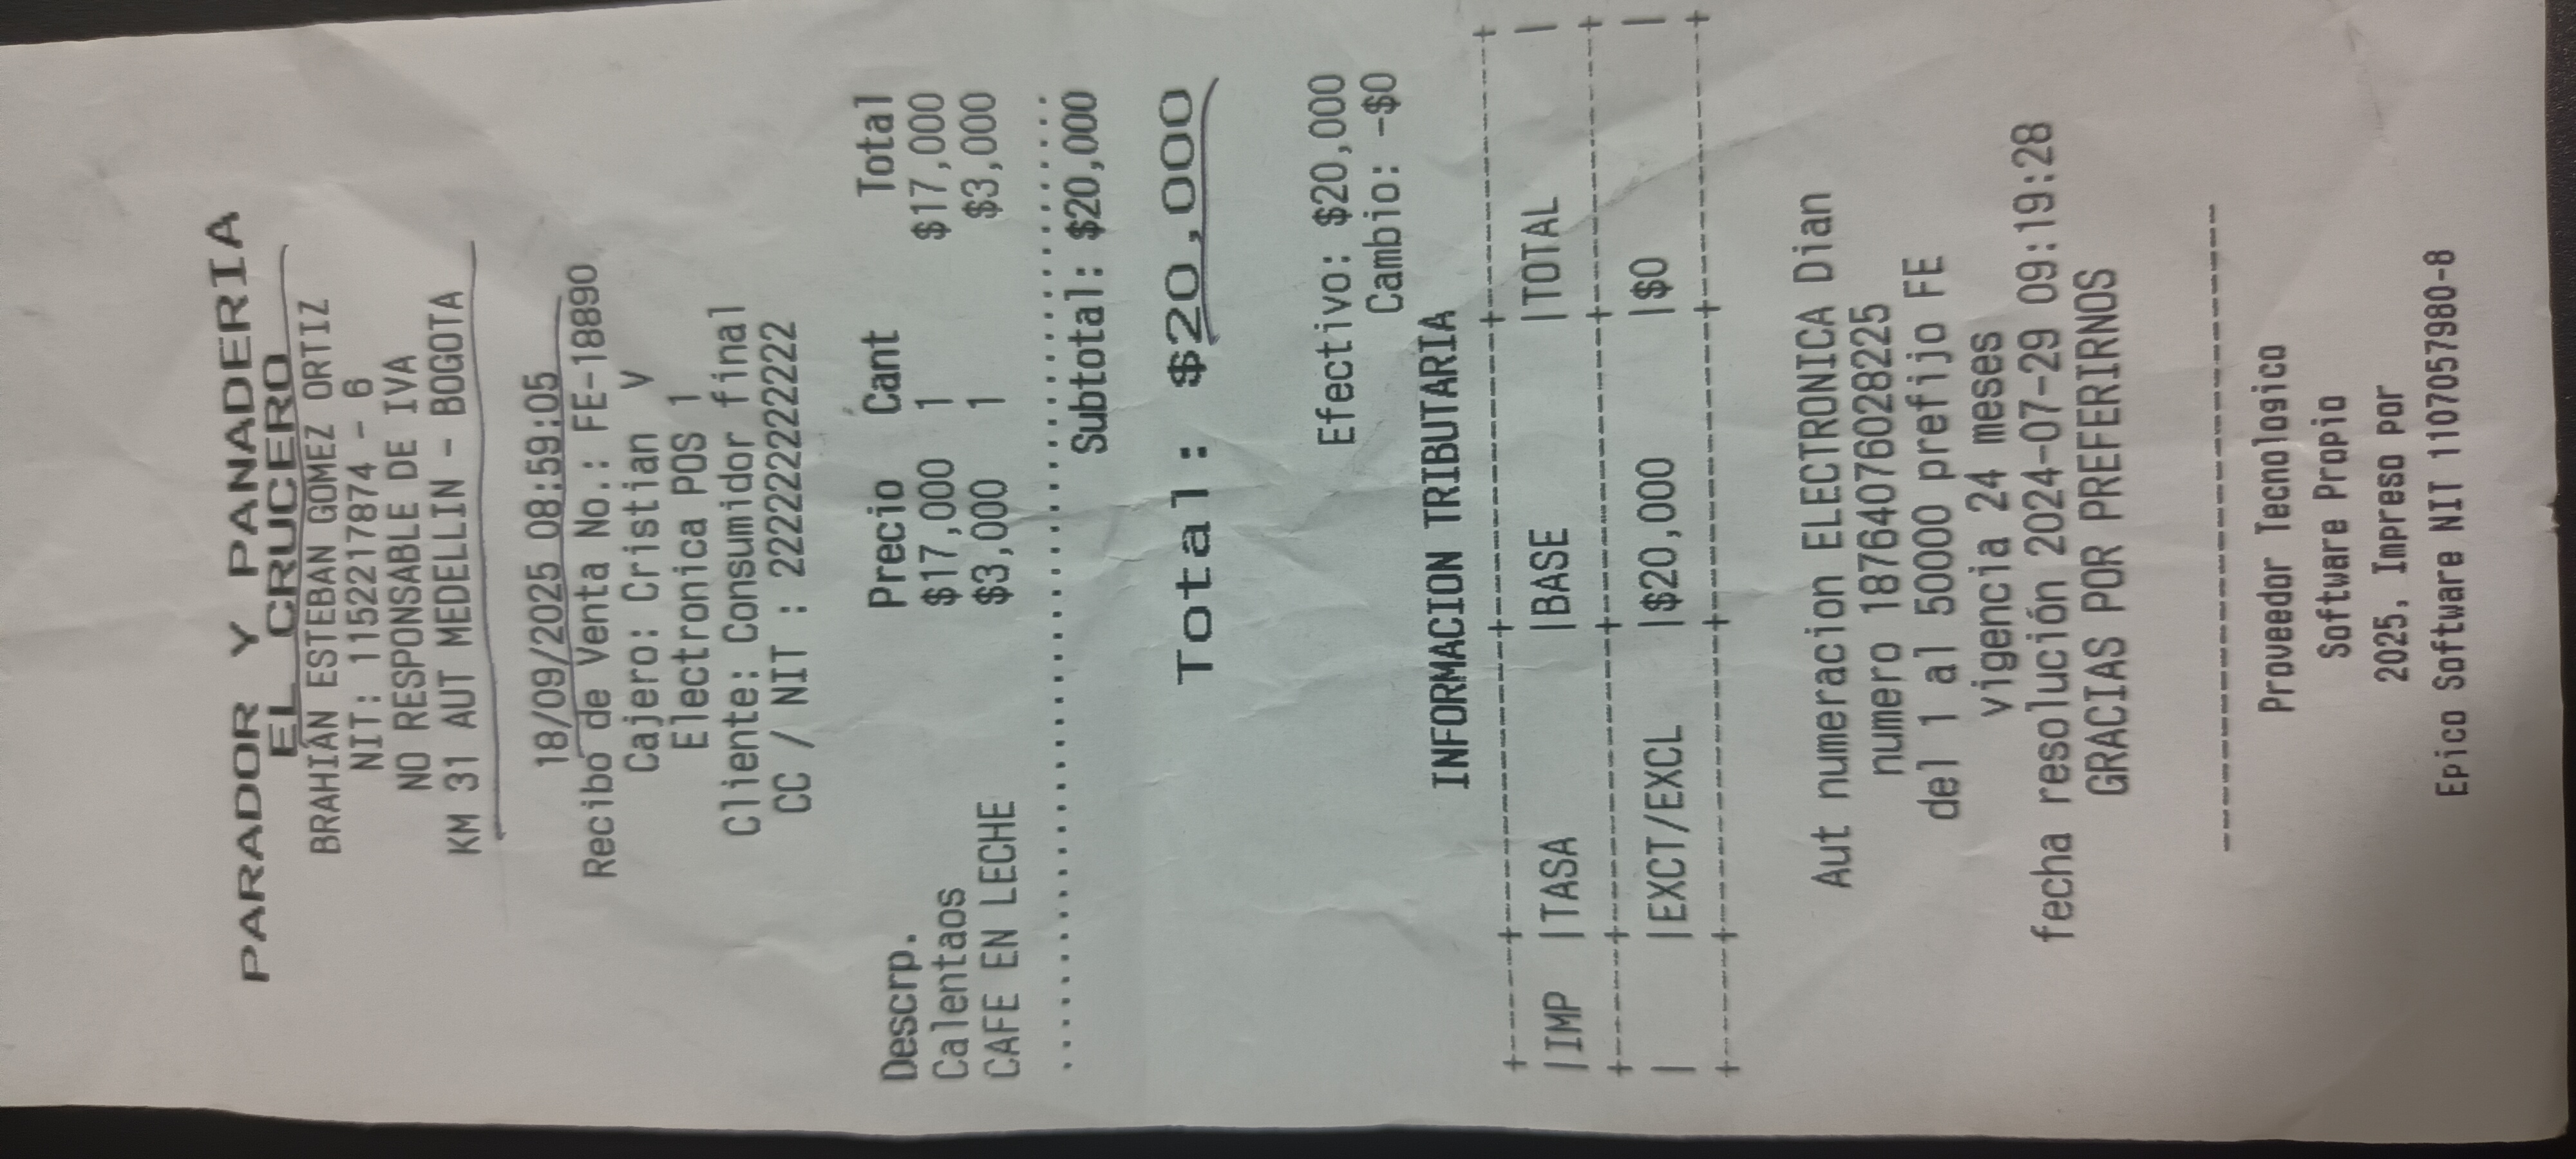 PARADOR Y PANADERIA
EL CRUCERO
BRAHIAN ESTEBAN GOMEZ ORTIZ
NIT: 1152217874 - 6
NO RESPONSABLE DE IVA
KM 31 AUT MEDELLIN - BOGOTA
18/09/2025 08:59:05
Recibo de Venta No.: FE-18890
Cajero: Cristian V
Electronica POS 1
Cliente: Consumidor final
CC / NIT : 222222222222
Descrp. Precio Cant Total
Calentaos $17,000 1 $17,000
CAFE EN LECHE $3,000 1 $3,000
Subtotal: $20,000
Total: $20,000
Efectivo: $20,000
Cambio: -$0
INFORMACION TRIBUTARIA
|IMP |TASA |BASE |TOTAL |
| |EXCT/EXCL |$20,000 |$0 |
Aut numeracion ELECTRONICA Dian
numero 18764076028225
del 1 al 50000 prefijo FE
vigencia 24 meses
fecha resolución 2024-07-29 09:19:28
GRACIAS POR PREFERIRNOS
Proveedor Tecnologico
Software Propio
2025, Impreso por
Epico Software NIT 1107057980-8